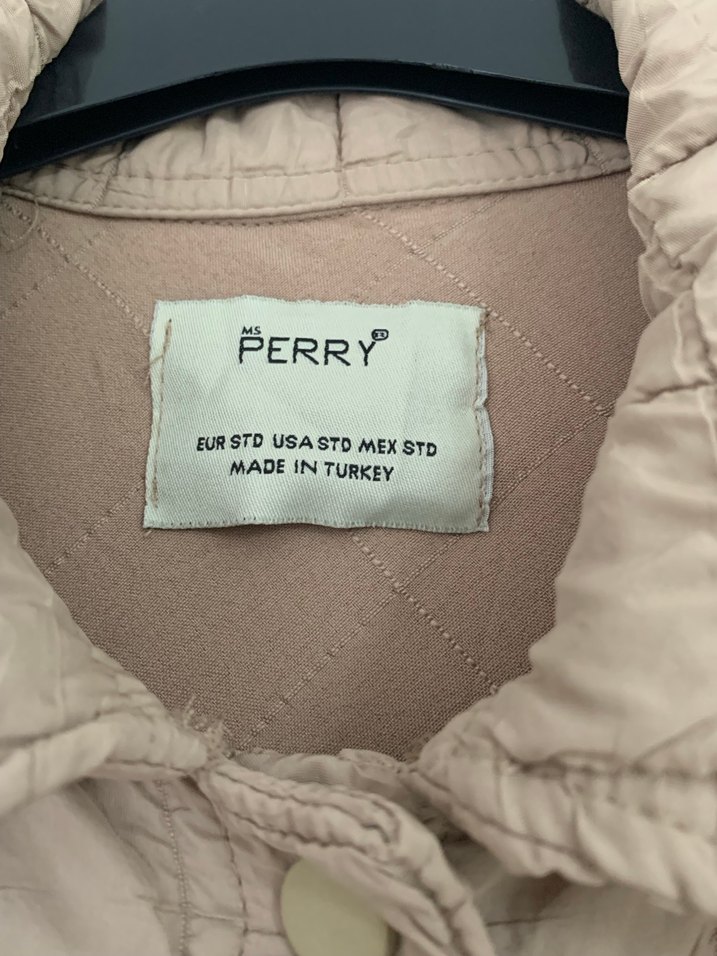 MS
PERRY
EUR STD USA STD MEX STD
MADE IN TURKEY